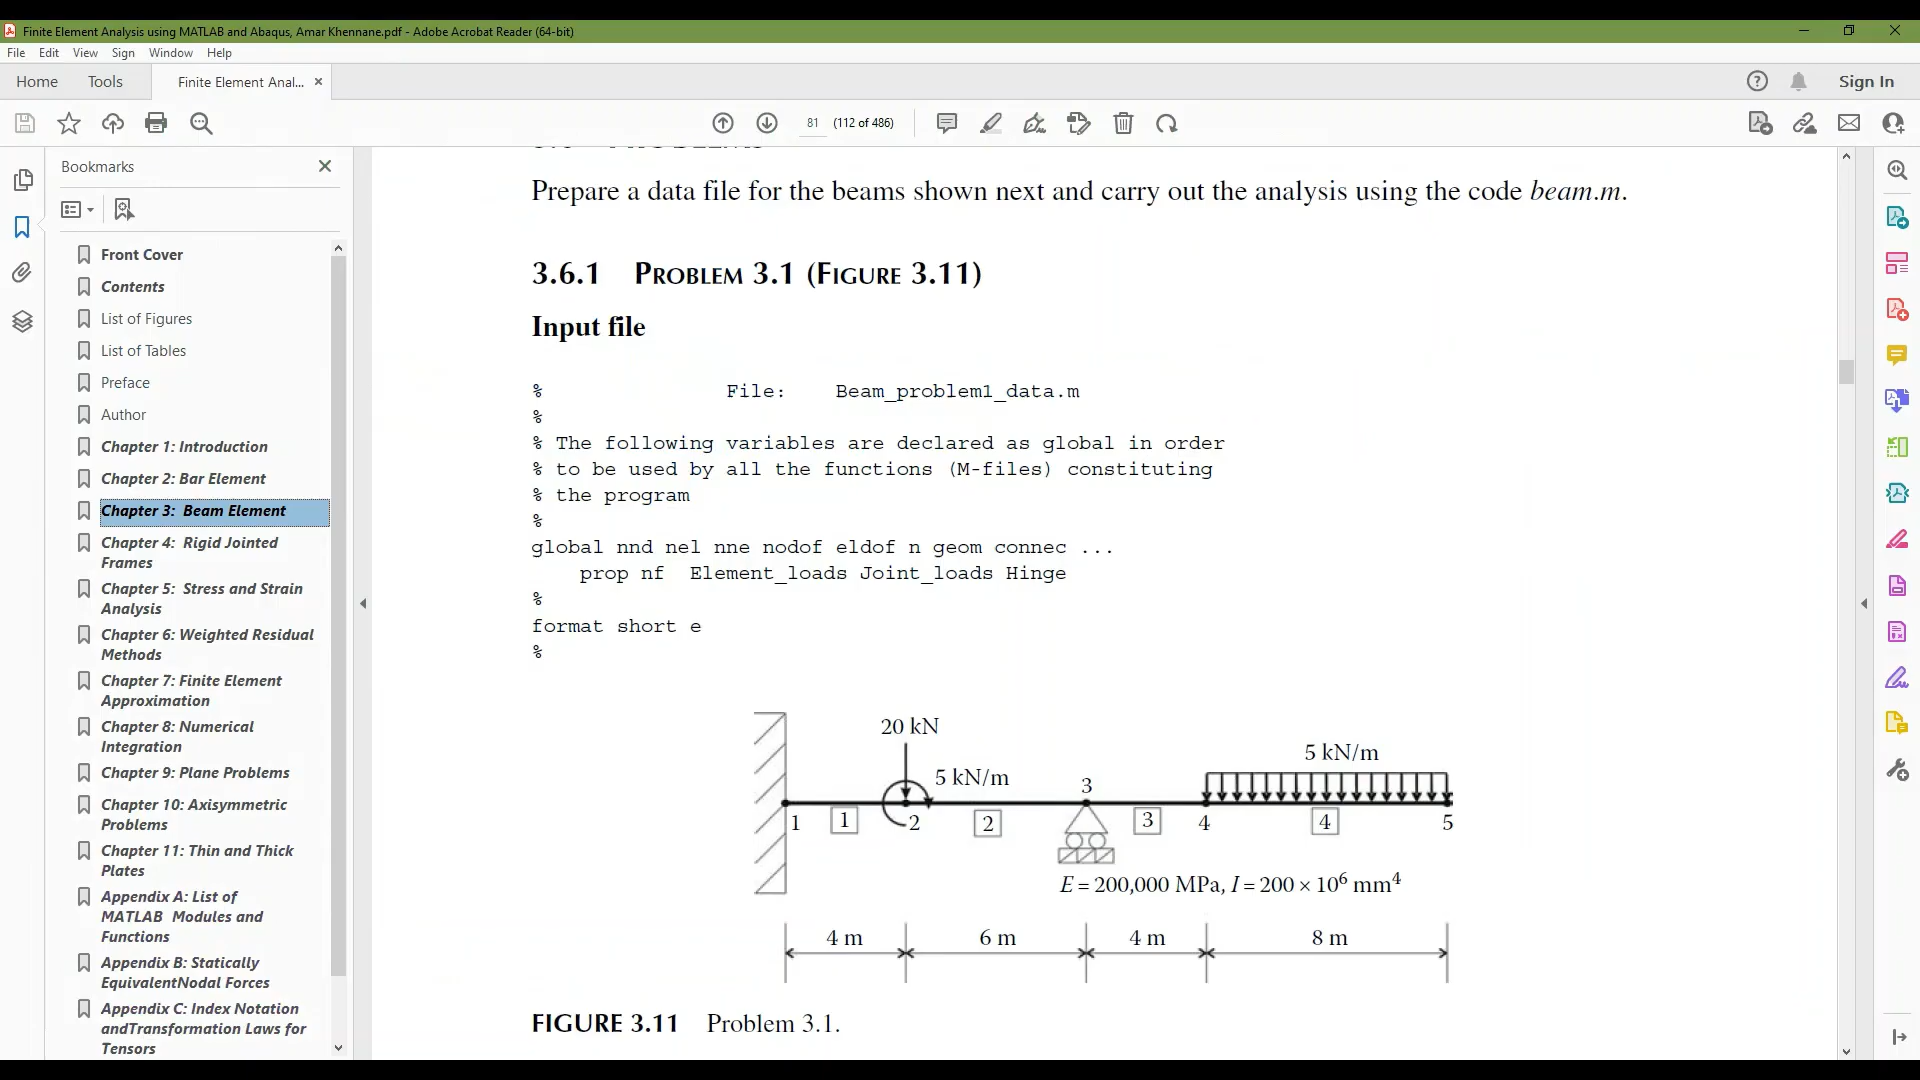 Finite Element Analysis using MATLAB and Abaqus, Amar Khennane.pdf - Adobe Acrobat Reader (64-bit)
File Edit View Sign Window Help
Home Tools Finite Element Anal... × Sign In
81 (112 of 486)
Bookmarks
Front Cover
Contents
List of Figures
List of Tables
Preface
Author
Chapter 1: Introduction
Chapter 2: Bar Element
Chapter 3: Beam Element
Chapter 4: Rigid Jointed
Frames
Chapter 5: Stress and Strain
Analysis
Chapter 6: Weighted Residual
Methods
Chapter 7: Finite Element
Approximation
Chapter 8: Numerical
Integration
Chapter 9: Plane Problems
Chapter 10: Axisymmetric
Problems
Chapter 11: Thin and Thick
Plates
Appendix A: List of
MATLAB Modules and
Functions
Appendix B: Statically
EquivalentNodal Forces
Appendix C: Index Notation
andTransformation Laws for
Tensors
Prepare a data file for the beams shown next and carry out the analysis using the code beam.m.
3.6.1 PROBLEM 3.1 (FIGURE 3.11)
Input file
% File: Beam_problem1_data.m
%
% The following variables are declared as global in order
% to be used by all the functions (M-files) constituting
% the program
%
global nnd nel nne nodof eldof n geom connec ...
prop nf Element_loads Joint_loads Hinge
%
format short e
%
20 kN
5 kN/m
5 kN/m
3
1 1 2 2 3 4 4 5
E = 200,000 MPa, I = 200 × 10⁶ mm⁴
4 m 6 m 4 m 8 m
FIGURE 3.11 Problem 3.1.